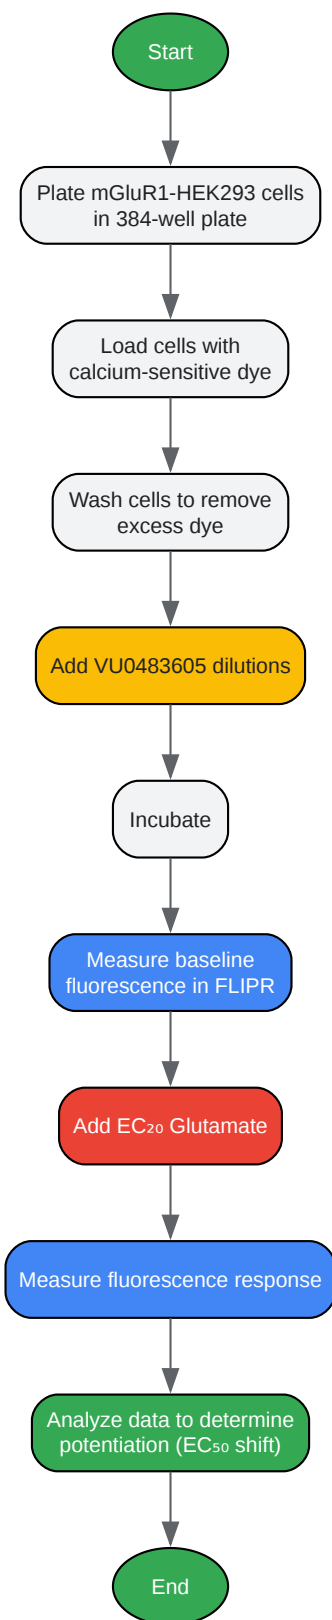 Start
Plate mGluR1-HEK293 cells
in 384-well plate
Load cells with
calcium-sensitive dye
Wash cells to remove
excess dye
Add VU0483605 dilutions
Incubate
Measure baseline
fluorescence in FLIPR
Add EC₂₀ Glutamate
Measure fluorescence response
Analyze data to determine
potentiation (EC₅₀ shift)
End